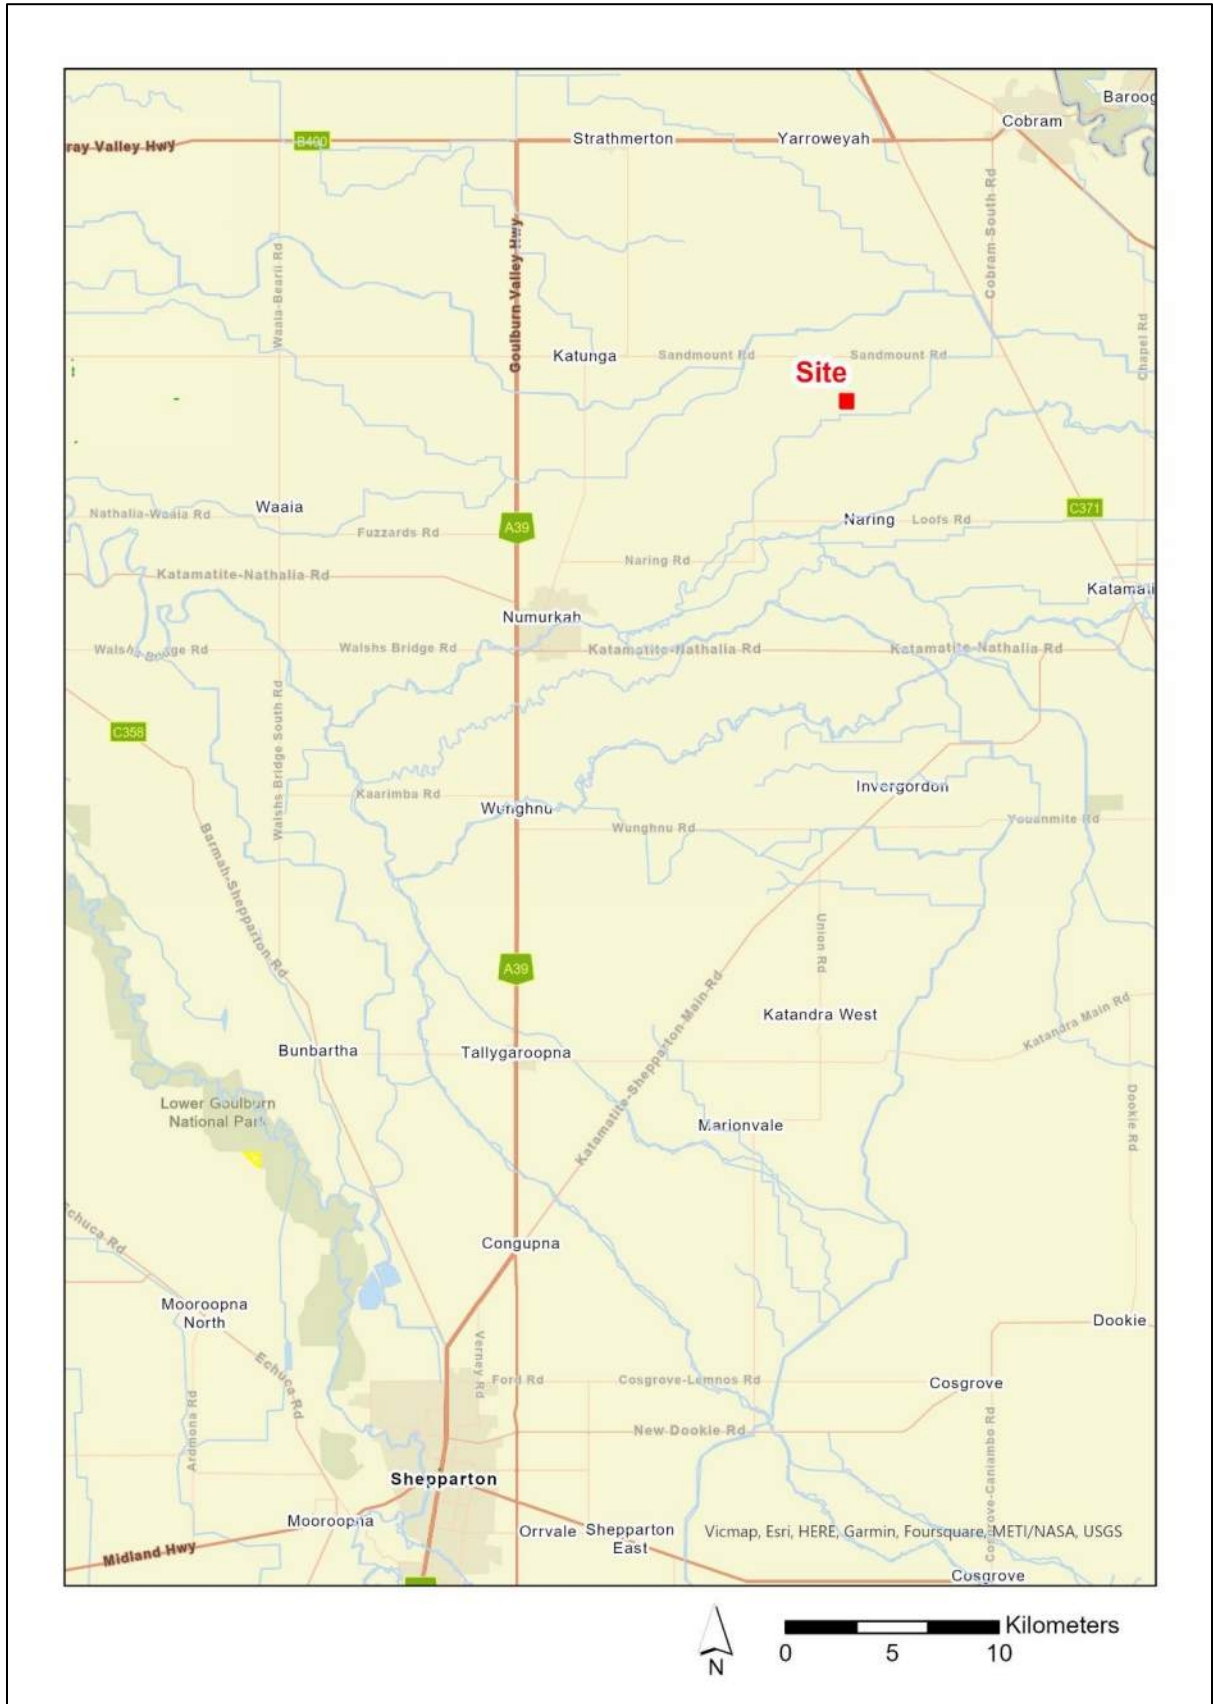 Baroog
Cobram
B400
Strathmerton
Yarroweyah
ray Valley Hwy
Goulburn Valley Hwy
Cobram South Rd
Waaia-Bearii Rd
Chapel Rd
Katunga
Sandmount Rd
Sandmount Rd
Site
Waaia
Nathalia-Waaia Rd
Fuzzards Rd
A39
Naring
Loofs Rd
C371
Naring Rd
Katamatite-Nathalia Rd
Katamati
Numurkah
Walshs Bridge Rd
Walshs Bridge Rd
Katamatite-Nathalia Rd
Katamatite-Nathalia Rd
Walshs Bridge South Rd
C358
Kaarimba Rd
Invergordon
Wunghnu
Wunghnu Rd
Youanmite Rd
Barmah-Shepparton Rd
Union Rd
A39
Katamatite-Shepparton-Main-Rd
Katandra West
Katandra Main Rd
Bunbartha
Tallygaroopna
Dookie Rd
Lower Goulburn
National Park
Marionvale
Echuca Rd
Congupna
Mooroopna
North
Dookie
Verney Rd
Echuca Rd
Ford Rd
Cosgrove-Lemnos Rd
Cosgrove
Ardmona Rd
New Dookie Rd
Cosgrove-Caniambo Rd
Shepparton
Mooroopna
Orrvale
Shepparton
East
Vicmap, Esri, HERE, Garmin, Foursquare, METI/NASA, USGS
Midland Hwy
Cosgrove
N
Kilometers
0 5 10